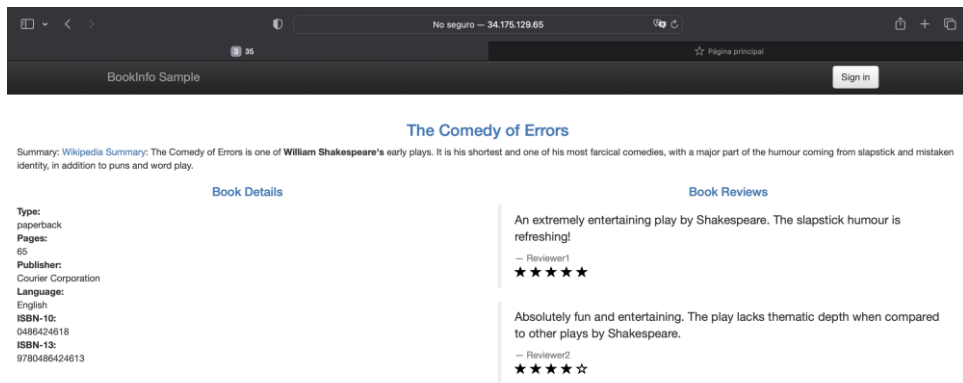 No seguro — 34.175.129.65
3 35
Página principal
BookInfo Sample
Sign in
The Comedy of Errors
Summary: Wikipedia Summary: The Comedy of Errors is one of William Shakespeare's early plays. It is his shortest and one of his most farcical comedies, with a major part of the humour coming from slapstick and mistaken
identity, in addition to puns and word play.
Book Details
Type:
paperback
Pages:
65
Publisher:
Courier Corporation
Language:
English
ISBN-10:
0486424618
ISBN-13:
9780486424613
Book Reviews
An extremely entertaining play by Shakespeare. The slapstick humour is
refreshing!
— Reviewer1
★★★★★
Absolutely fun and entertaining. The play lacks thematic depth when compared
to other plays by Shakespeare.
— Reviewer2
★★★★☆